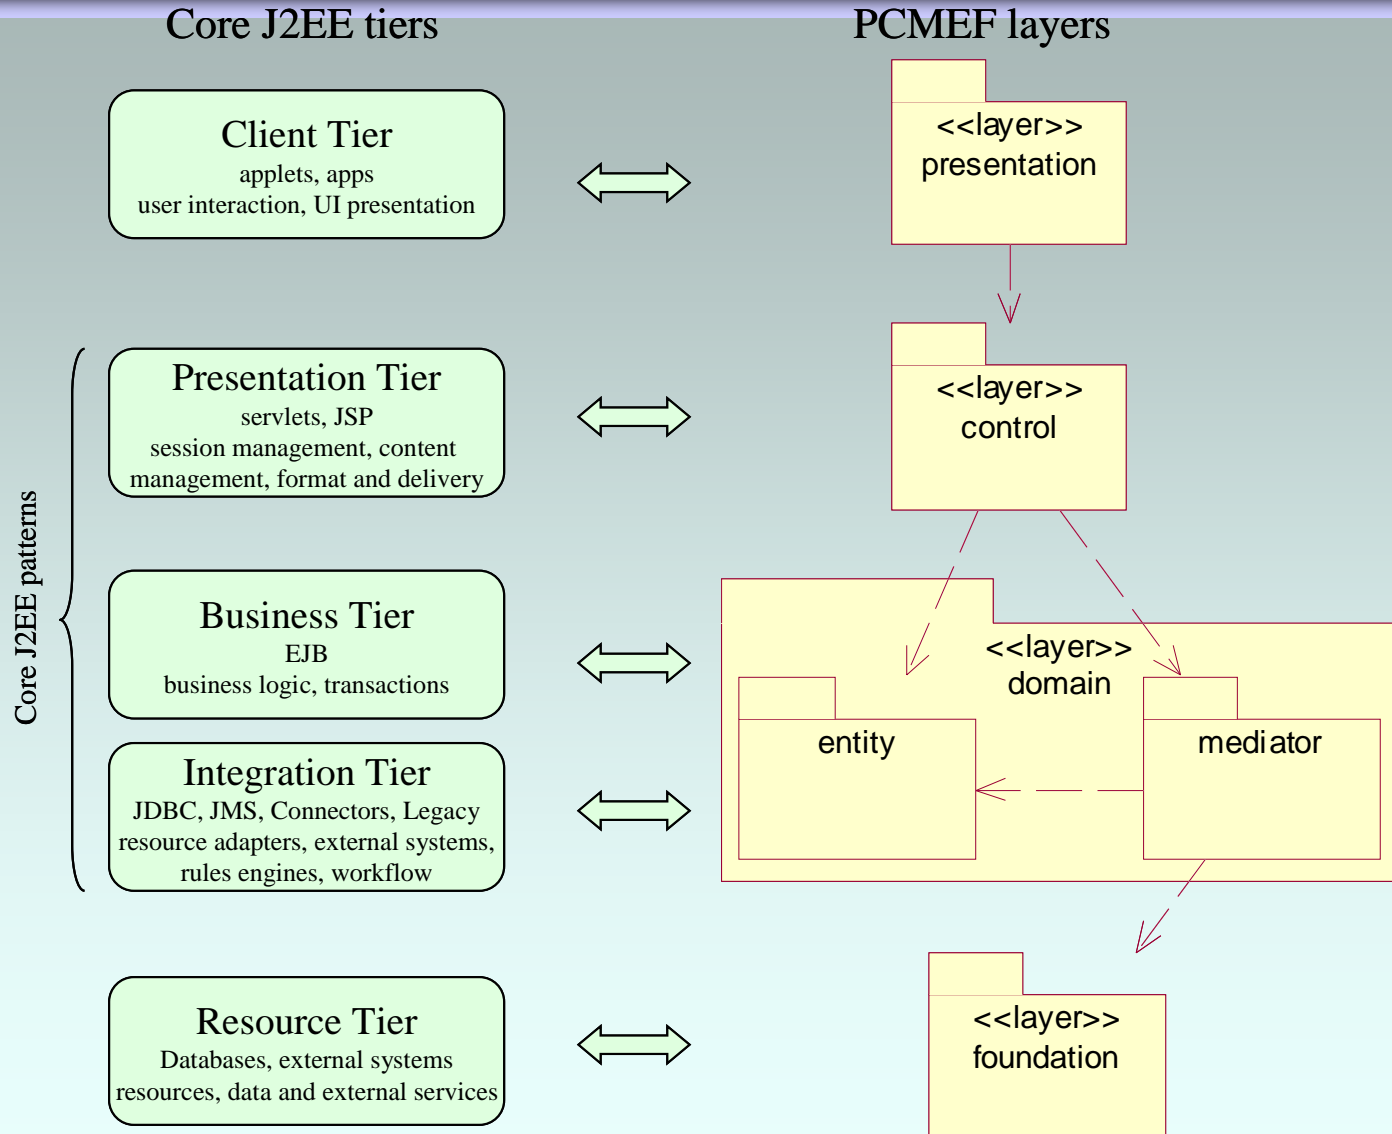 Core J2EE tiers
PCMEF layers
Client Tier
applets, apps
user interaction, UI presentation
<<layer>>
presentation
Presentation Tier
servlets, JSP
session management, content
management, format and delivery
<<layer>>
control
Core J2EE patterns
Business Tier
EJB
business logic, transactions
<<layer>>
domain
entity
mediator
Integration Tier
JDBC, JMS, Connectors, Legacy
resource adapters, external systems,
rules engines, workflow
Resource Tier
Databases, external systems
resources, data and external services
<<layer>>
foundation